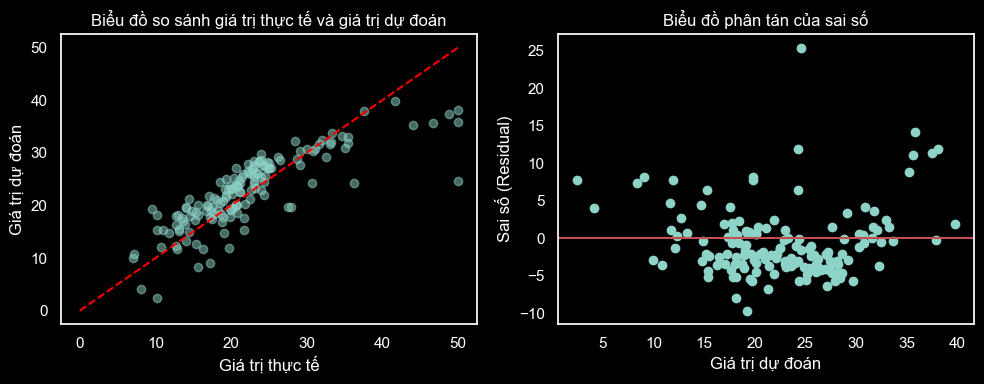 Biểu đồ so sánh giá trị thực tế và giá trị dự đoán
Giá trị dự đoán
50
40
30
20
10
0
0 10 20 30 40 50
Giá trị thực tế
Biểu đồ phân tán của sai số
Sai số (Residual)
25
20
15
10
5
0
−5
−10
5 10 15 20 25 30 35 40
Giá trị dự đoán